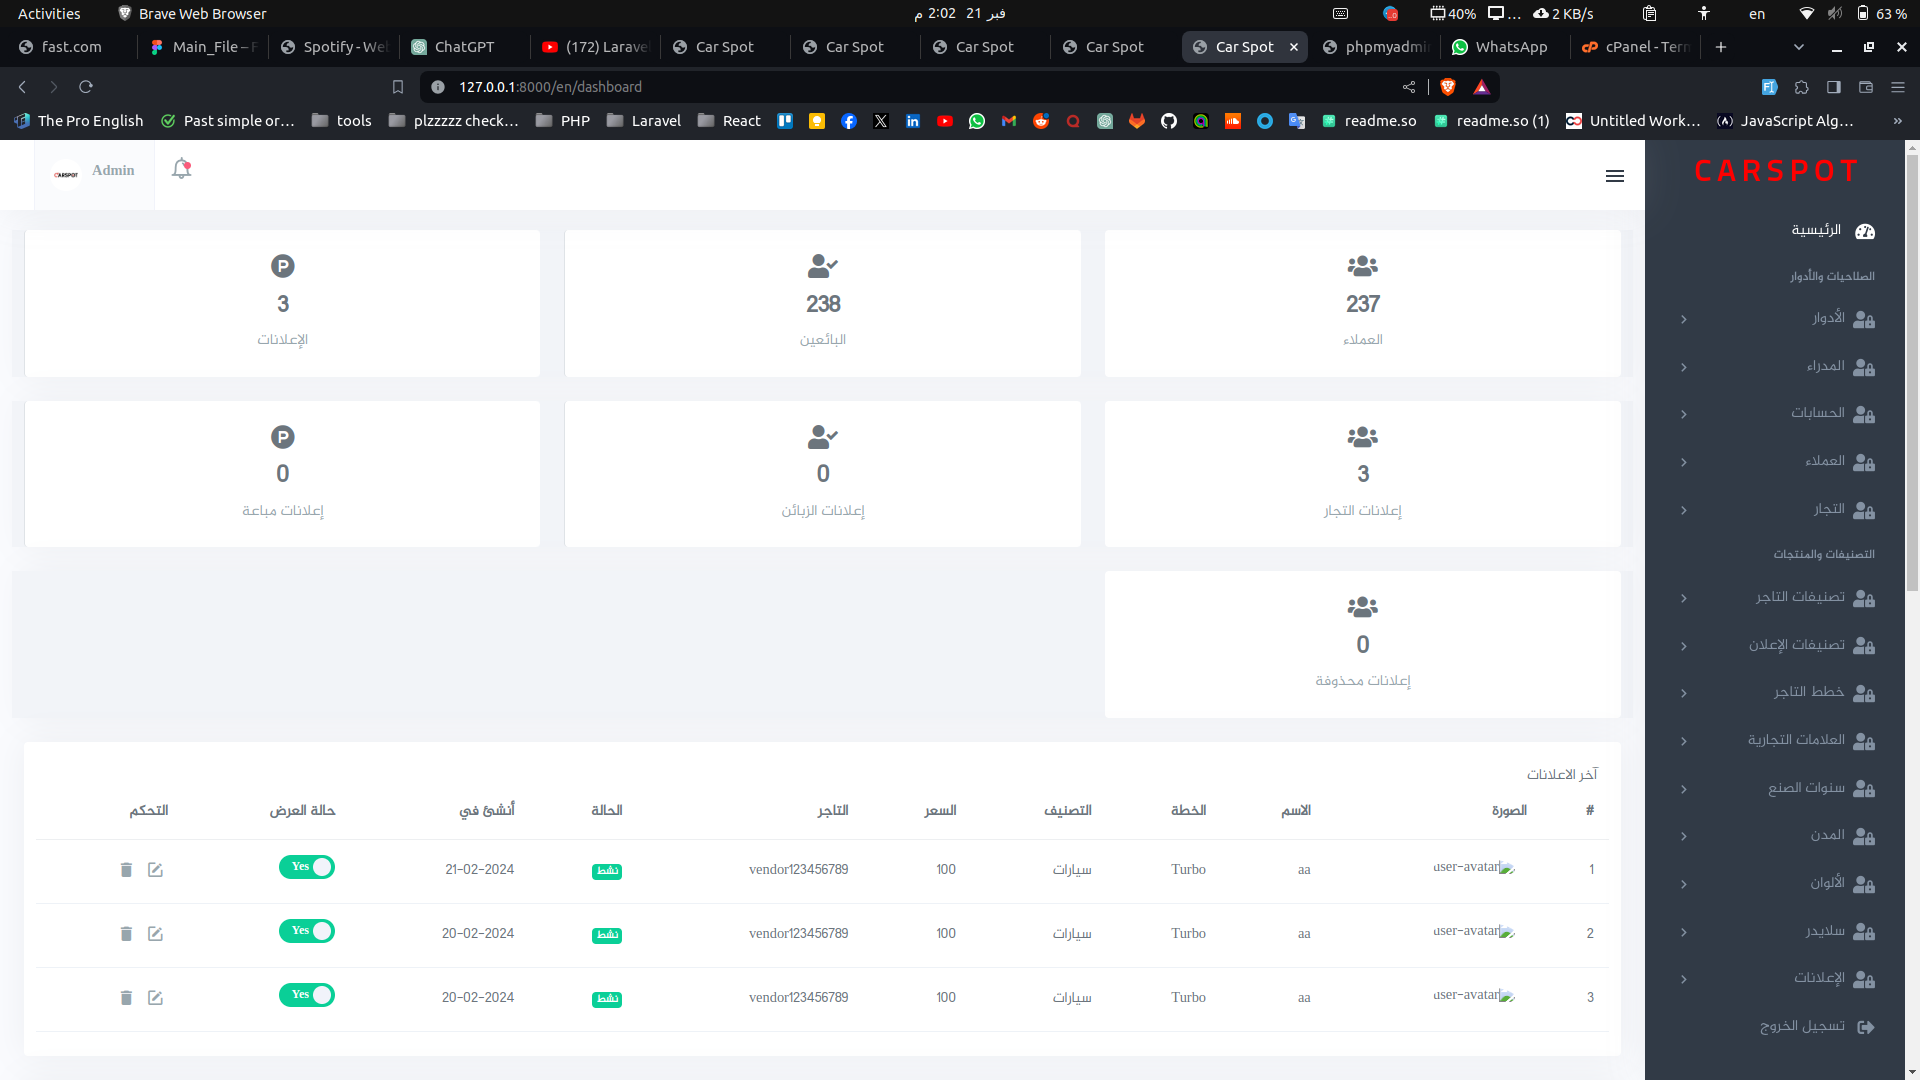 Activities
Brave Web Browser
فبر 21 2:02 م
40%
...
2 KB/s
en
63 %
fast.com
Main_File – F
Spotify - We
ChatGPT
(172) Larave
Car Spot
Car Spot
Car Spot
Car Spot
Car Spot
phpmyadmi
WhatsApp
cPanel - Tern
127.0.0.1:8000/en/dashboard
The Pro English
Past simple or...
tools
plzzzzz check...
PHP
Laravel
React
readme.so
readme.so (1)
Untitled Work...
JavaScript Alg...
»
CARSPOT
Admin
CARSPOT
الرئيسية
الصلاحيات والأدوار
الأدوار
المدراء
الحسابات
العملاء
التجار
التصنيفات والمنتجات
تصنيفات التاجر
تصنيفات الإعلان
خطط التاجر
العلامات التجارية
سنوات الصنع
المدن
الألوان
سلايدر
الإعلانات
تسجيل الخروج
237
العملاء
238
البائعين
3
الإعلانات
3
إعلانات التجار
0
إعلانات الزبائن
0
إعلانات مباعة
0
إعلانات محذوفة
آخر الاعلانات
# الصورة الاسم الخطة التصنيف السعر التاجر الحالة أنشئ في حالة العرض التحكم
1 user-avatar aa Turbo سيارات 100 vendor123456789 نشط 21-02-2024 Yes
2 user-avatar aa Turbo سيارات 100 vendor123456789 نشط 20-02-2024 Yes
3 user-avatar aa Turbo سيارات 100 vendor123456789 نشط 20-02-2024 Yes